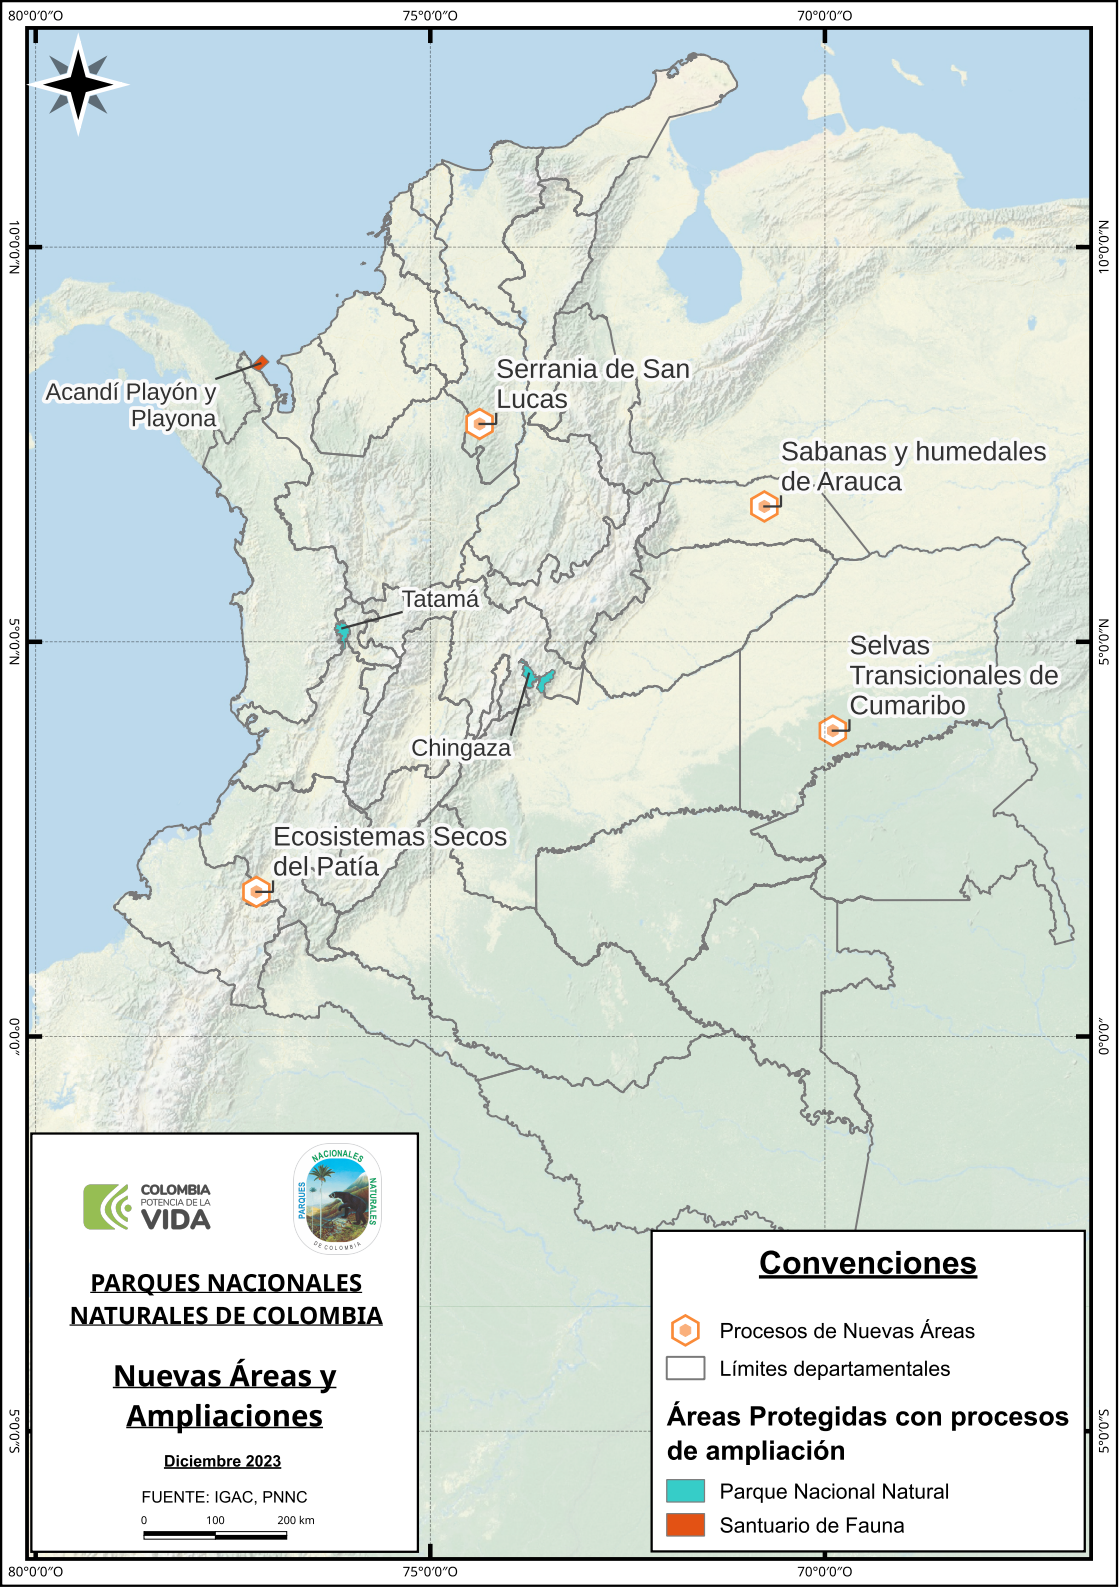 80°0'0"O
75°0'0"O
70°0'0"O
10°0'0"N
10°0'0"N
Serrania de San
Lucas
Acandí Playón y
Playona
Sabanas y humedales
de Arauca
Tatamá
5°0'0"N
5°0'0"N
Selvas
Transicionales de
Cumaribo
Chingaza
Ecosistemas Secos
del Patía
0°0'0"
0°0'0"
COLOMBIA
POTENCIA DE LA
VIDA
PARQUES
NACIONALES
NATURALES
DE COLOMBIA
PARQUES NACIONALES
NATURALES DE COLOMBIA
Nuevas Áreas y
Ampliaciones
Diciembre 2023
FUENTE: IGAC, PNNC
0 100 200 km
Convenciones
Procesos de Nuevas Áreas
Límites departamentales
Áreas Protegidas con procesos
de ampliación
Parque Nacional Natural
Santuario de Fauna
5°0'0"S
5°0'0"S
80°0'0"O
75°0'0"O
70°0'0"O